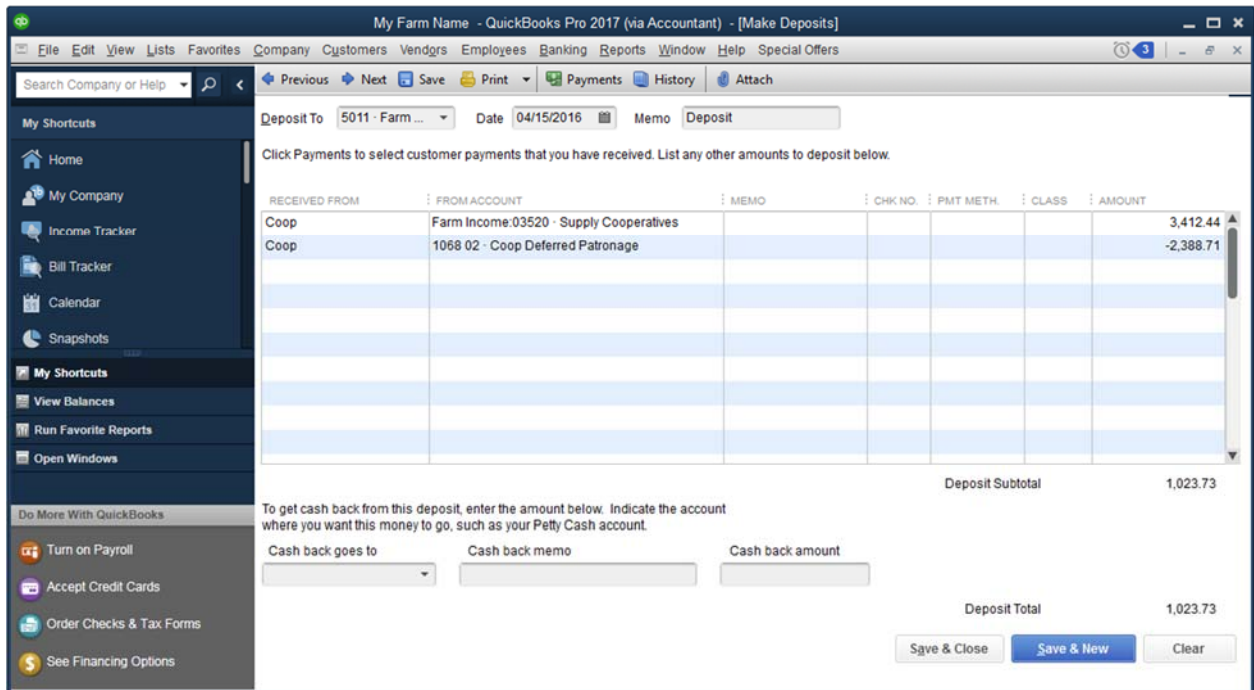 My Farm Name - QuickBooks Pro 2017 (via Accountant) - [Make Deposits]
File Edit View Lists Favorites Company Customers Vendors Employees Banking Reports Window Help Special Offers 3
Search Company or Help Previous Next Save Print Payments History Attach
My Shortcuts
Deposit To 5011 · Farm ... Date 04/15/2016 Memo Deposit
Home
Click Payments to select customer payments that you have received. List any other amounts to deposit below.
My Company
RECEIVED FROM FROM ACCOUNT MEMO CHK NO. PMT METH. CLASS AMOUNT
Coop Farm Income:03520 · Supply Cooperatives 3,412.44
Income Tracker
Coop 1068 02 · Coop Deferred Patronage -2,388.71
Bill Tracker
Calendar
Snapshots
My Shortcuts
View Balances
Run Favorite Reports
Open Windows
Deposit Subtotal 1,023.73
Do More With QuickBooks
To get cash back from this deposit, enter the amount below. Indicate the account
where you want this money to go, such as your Petty Cash account.
Turn on Payroll
Cash back goes to Cash back memo Cash back amount
Accept Credit Cards
Order Checks & Tax Forms
Deposit Total 1,023.73
See Financing Options
Save & Close Save & New Clear